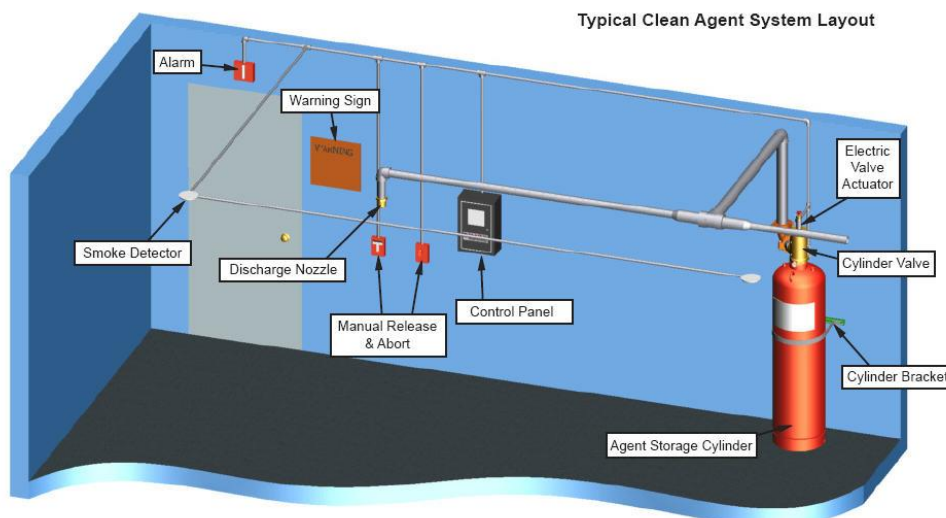 Typical Clean Agent System Layout
Alarm
Warning Sign
WARNING
Electric
Valve
Actuator
Smoke Detector
Discharge Nozzle
Cylinder Valve
Control Panel
Manual Release
& Abort
Cylinder Bracket
Agent Storage Cylinder